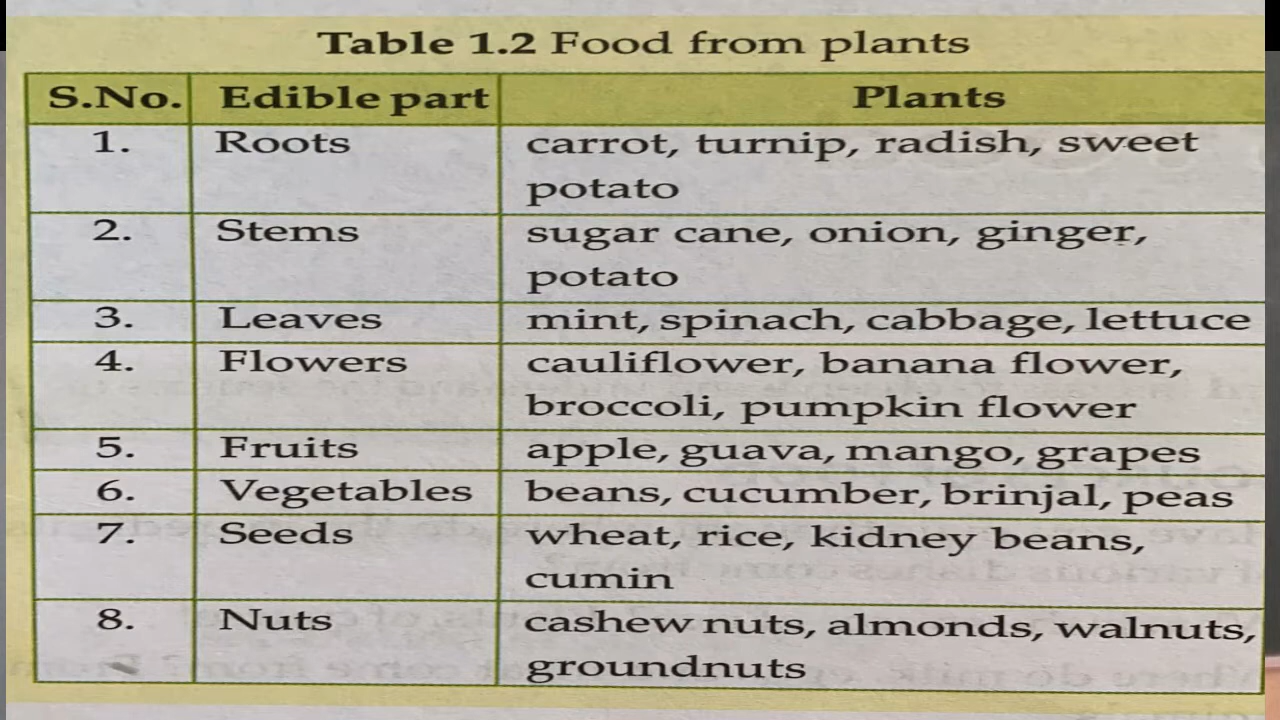 Table 1.2 Food from plants
S.No. Edible part Plants
1. Roots carrot, turnip, radish, sweet
potato
2. Stems sugar cane, onion, ginger,
potato
3. Leaves mint, spinach, cabbage, lettuce
4. Flowers cauliflower, banana flower,
broccoli, pumpkin flower
5. Fruits apple, guava, mango, grapes
6. Vegetables beans, cucumber, brinjal, peas
7. Seeds wheat, rice, kidney beans,
cumin
8. Nuts cashew nuts, almonds, walnuts,
groundnuts